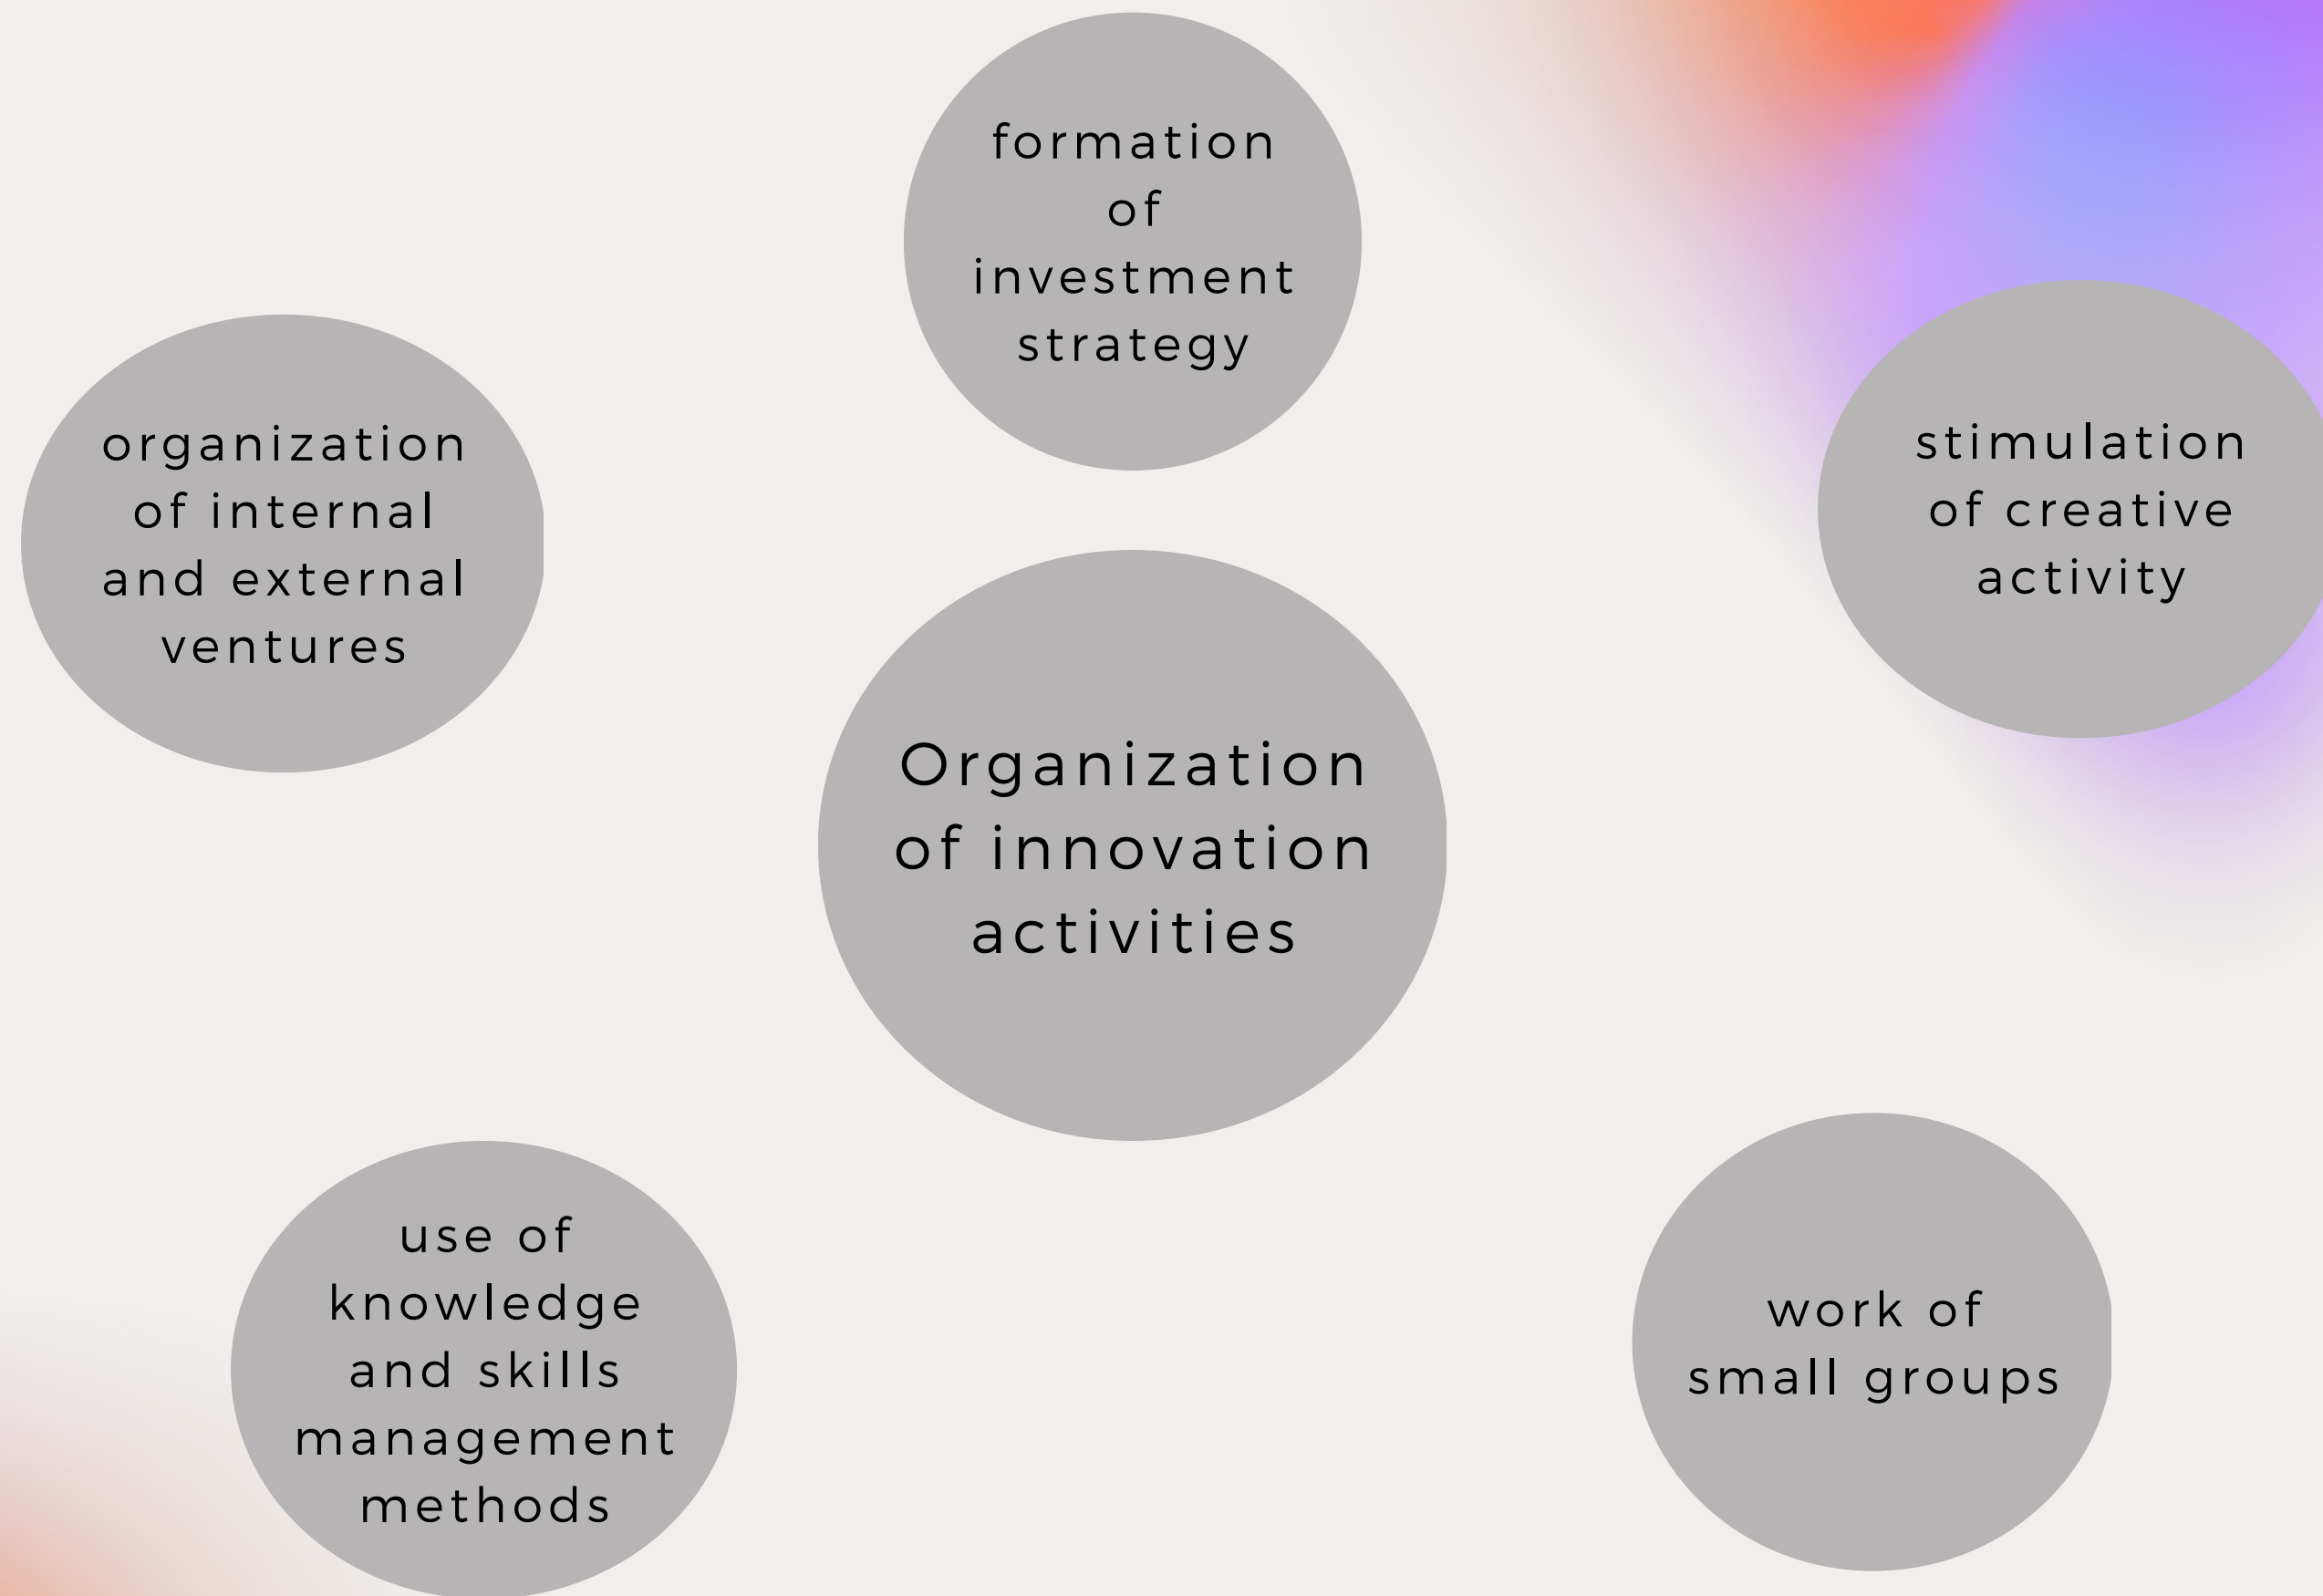 formation
of
investment
strategy
organization
of internal
and external
ventures
stimulation
of creative
activity
Organization
of innovation
activities
use of
knowledge
and skills
management
methods
work of
small groups